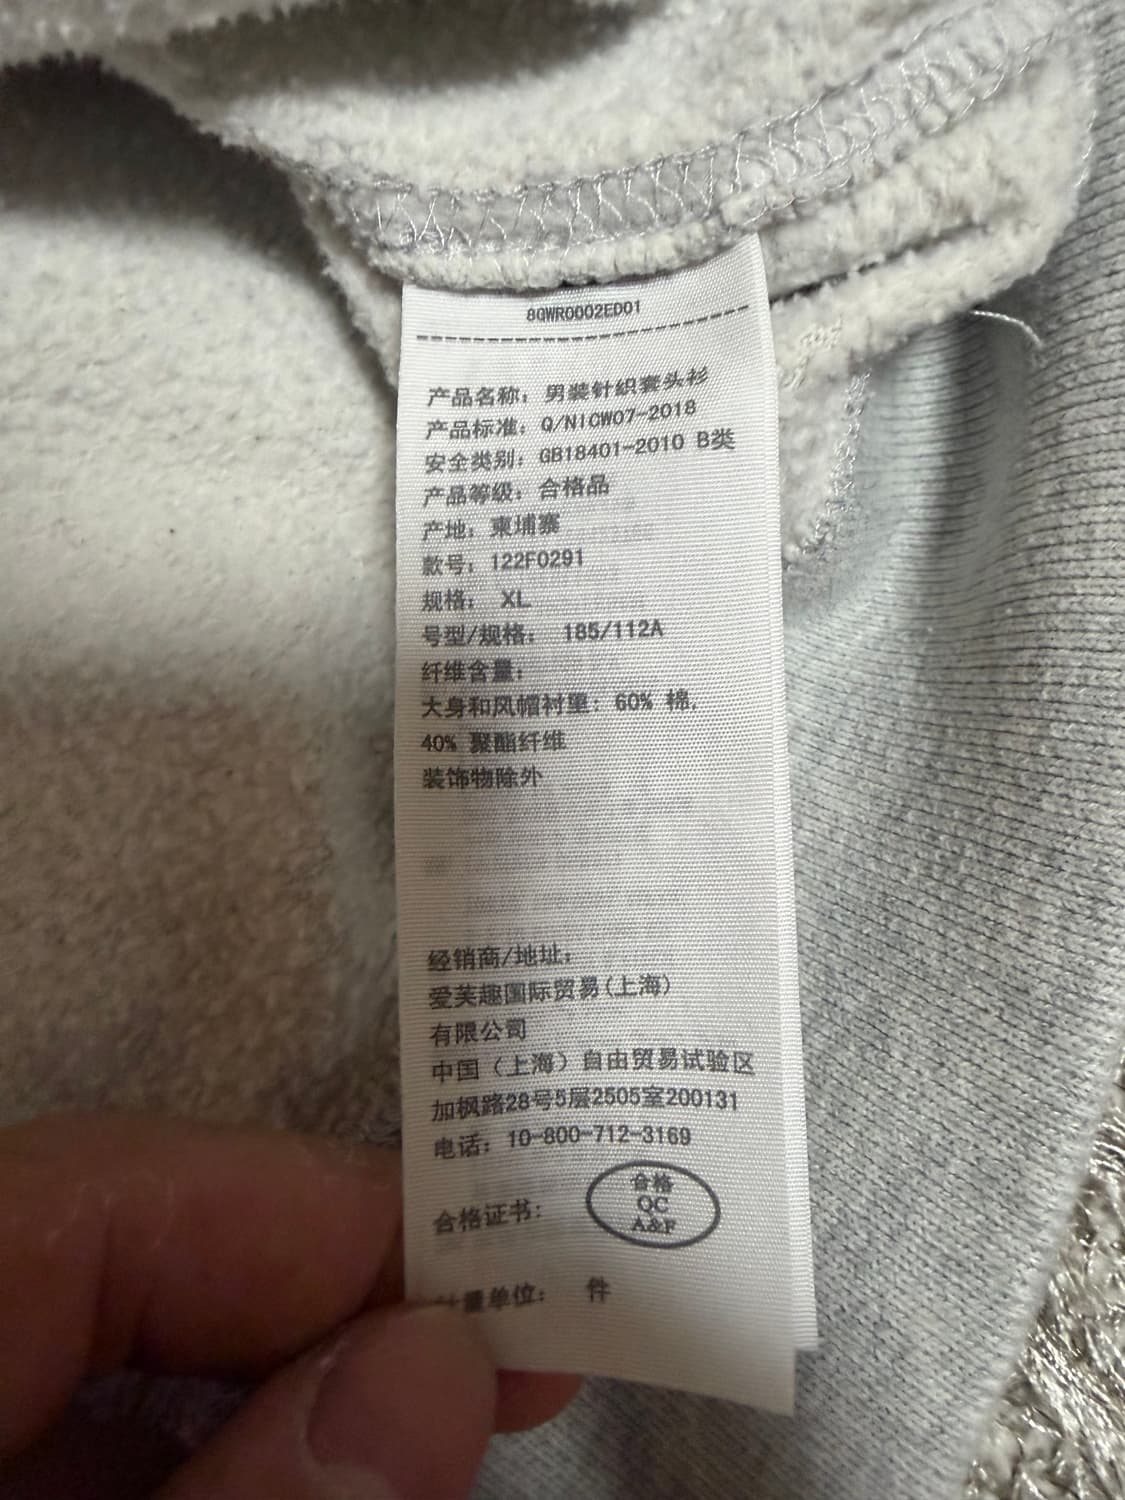 8QWR0002ED01
产品名称：男装针织套头衫
产品标准：Q/NICW07-2018
安全类别：GB18401-2010 B类
产品等级：合格品
产地：柬埔寨
款号：122F0291
规格： XL
号型/规格： 185/112A
纤维含量：
大身和风帽衬里：60% 棉，
40% 聚酯纤维
装饰物除外
经销商/地址：
爱芙趣国际贸易(上海)
有限公司
中国（上海）自由贸易试验区
加枫路28号5层2505室200131
电话：10-800-712-3169
合格证书：
合格
QC
A&F
计量单位： 件